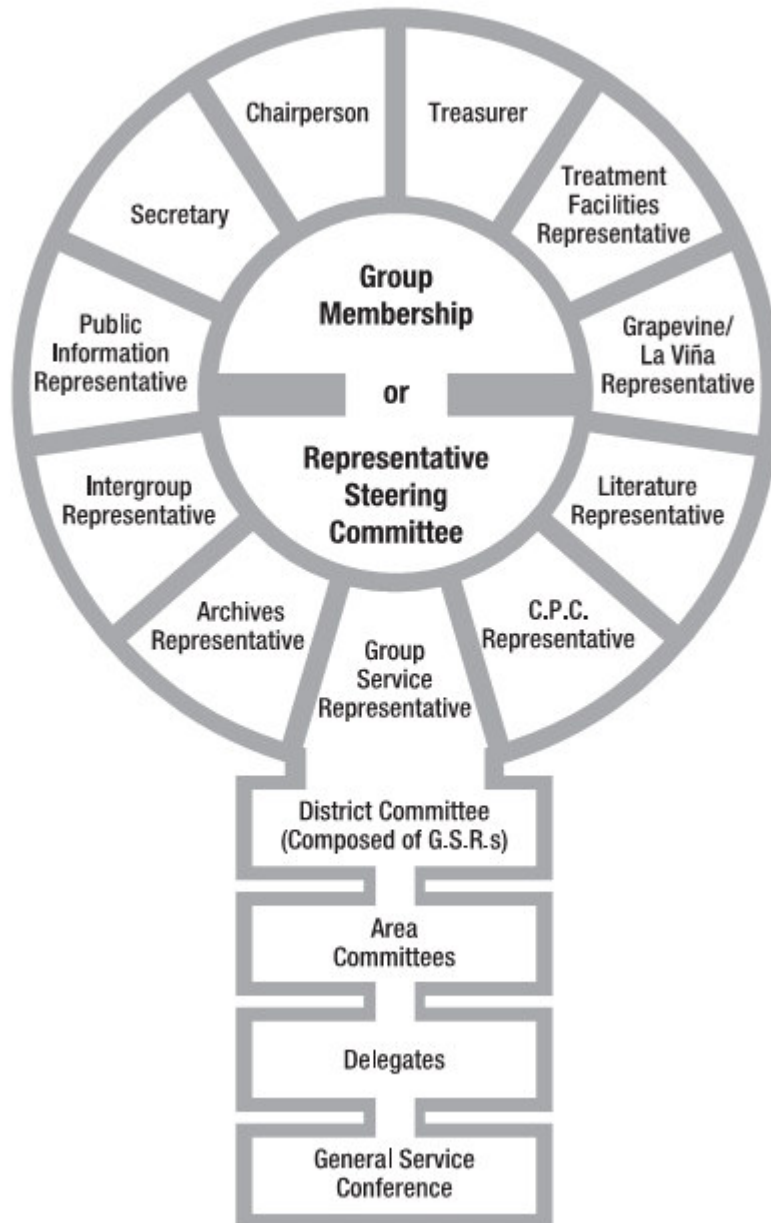 Chairperson
Treasurer
Secretary
Treatment
Facilities
Representative
Group
Membership
Public
Information
Representative
Grapevine/
La Viña
Representative
or
Representative
Steering
Committee
Intergroup
Representative
Literature
Representative
Archives
Representative
C.P.C.
Representative
Group
Service
Representative
District Committee
(Composed of G.S.R.s)
Area
Committees
Delegates
General Service
Conference